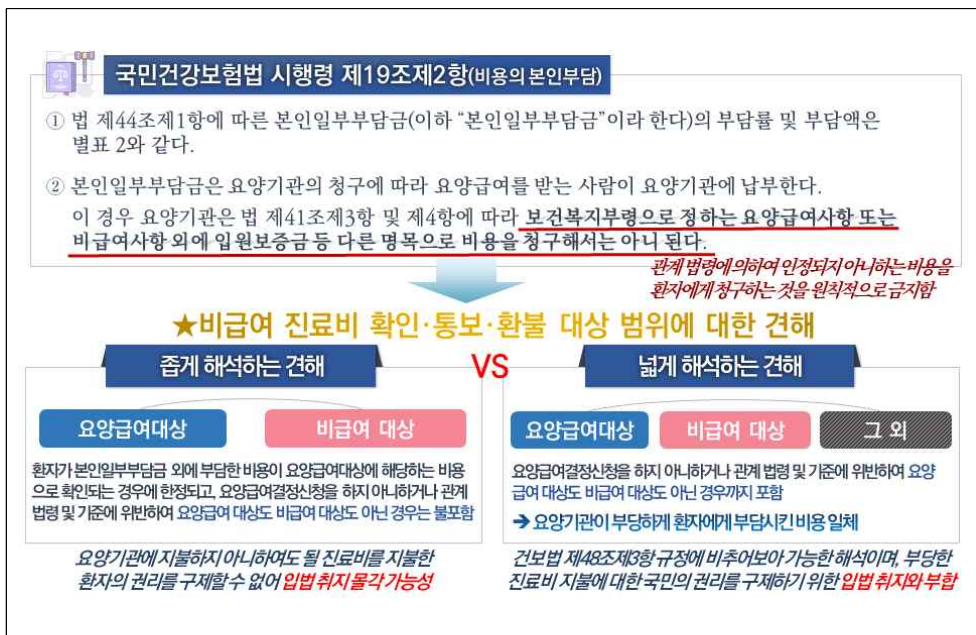 국민건강보험법 시행령 제19조제2항(비용의 본인부담)
① 법 제44조제1항에 따른 본인일부부담금(이하 “본인일부부담금”이라 한다)의 부담률 및 부담액은
별표 2와 같다.
② 본인일부부담금은 요양기관의 청구에 따라 요양급여를 받는 사람이 요양기관에 납부한다.
이 경우 요양기관은 법 제41조제3항 및 제4항에 따라 보건복지부령으로 정하는 요양급여사항 또는
비급여사항 외에 입원보증금 등 다른 명목으로 비용을 청구해서는 아니 된다.
관계 법령에 의하여 인정되지 아니하는 비용을
환자에게 청구하는 것을 원칙적으로 금지함
★비급여 진료비 확인·통보·환불 대상 범위에 대한 견해
좁게 해석하는 견해
VS
넓게 해석하는 견해
요양급여대상
비급여 대상
환자가 본인일부부담금 외에 부담한 비용이 요양급여대상에 해당하는 비용
으로 확인되는 경우에 한정되고, 요양급여결정신청을 하지 아니하거나 관계
법령 및 기준에 위반하여 요양급여 대상도 비급여 대상도 아닌 경우는 불포함
요양기관에 지불하지 아니하여도 될 진료비를 지불한
환자의 권리를 구제할 수 없어 입법 취지 몰각 가능성
요양급여대상
비급여 대상
그 외
요양급여결정신청을 하지 아니하거나 관계 법령 및 기준에 위반하여 요양
급여 대상도 비급여 대상도 아닌 경우까지 포함
➔ 요양기관이 부당하게 환자에게 부담시킨 비용 일체
건보법 제48조제3항 규정에 비추어보아 가능한 해석이며, 부당한
진료비 지불에 대한 국민의 권리를 구제하기 위한 입법 취지와 부합